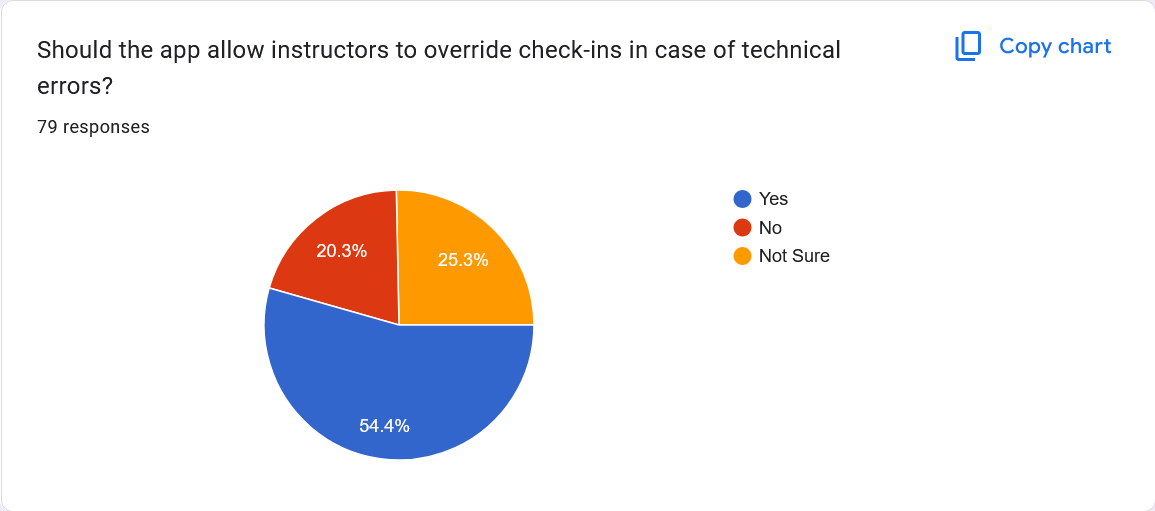 Should the app allow instructors to override check-ins in case of technical
errors?
Copy chart
79 responses
Yes
No
Not Sure
20.3%
25.3%
54.4%